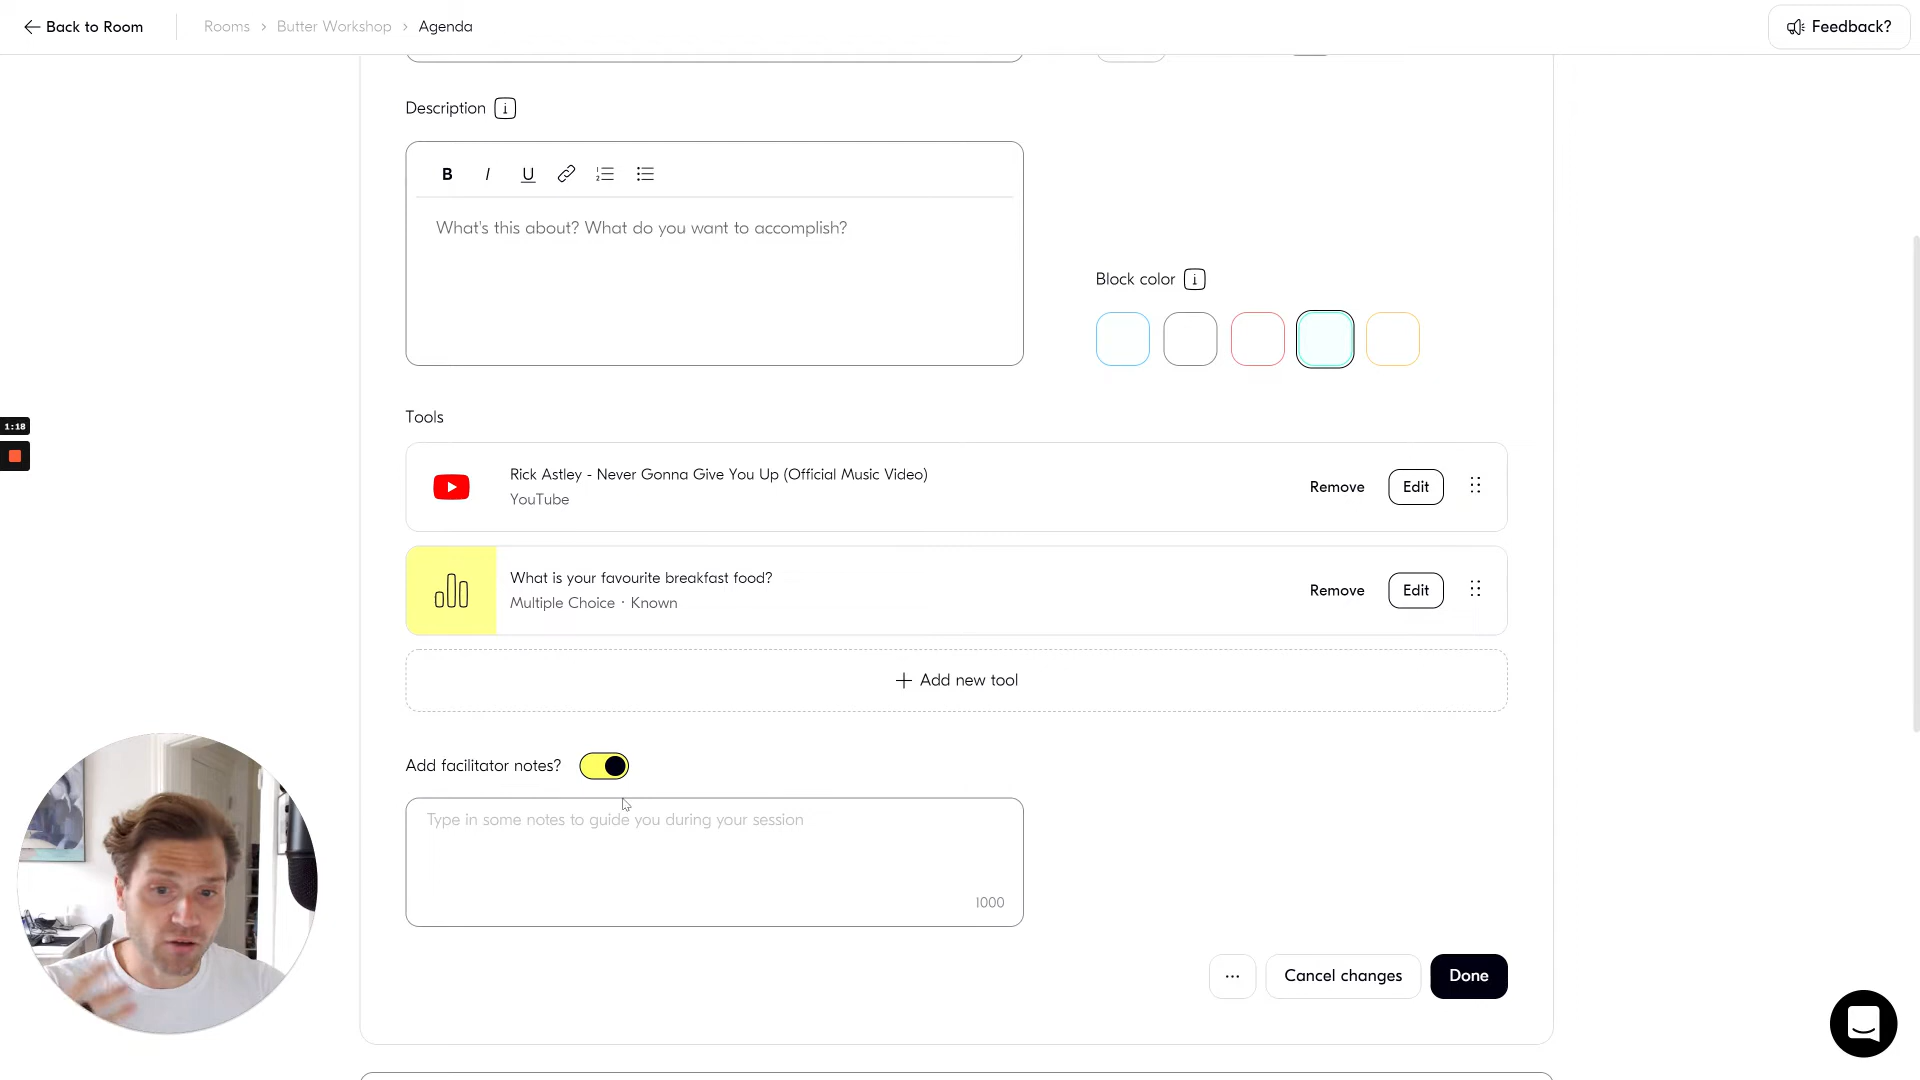 Back to Room
Rooms > Butter Workshop > Agenda
Feedback?
Description i
B I U
What's this about? What do you want to accomplish?
Block color i
1:18
Tools
Rick Astley - Never Gonna Give You Up (Official Music Video)
YouTube
Remove Edit
What is your favourite breakfast food?
Multiple Choice · Known
Remove Edit
+ Add new tool
Add facilitator notes?
Type in some notes to guide you during your session
1000
... Cancel changes Done